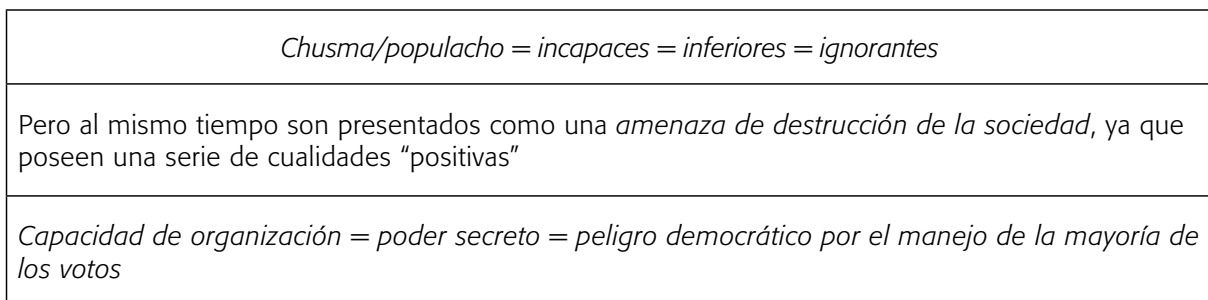 Chusma/populacho = incapaces = inferiores = ignorantes
Pero al mismo tiempo son presentados como una amenaza de destrucción de la sociedad, ya que
poseen una serie de cualidades “positivas”
Capacidad de organización = poder secreto = peligro democrático por el manejo de la mayoría de
los votos